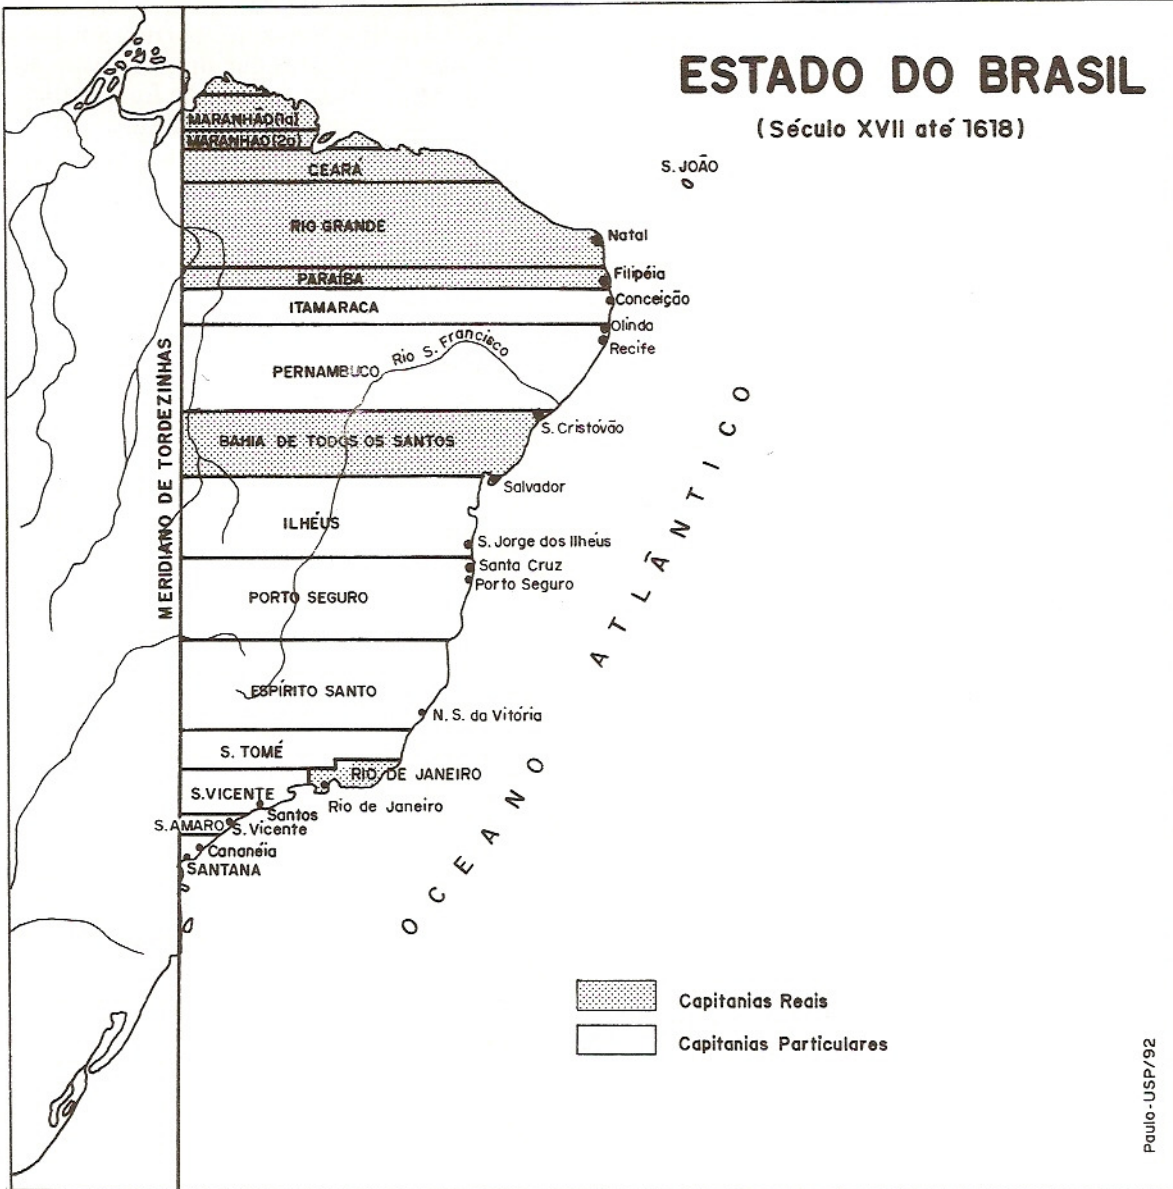 ESTADO DO BRASIL
(Século XVII até 1618)
S. JOÃO
MARANHÃO(1a)
MARANHÃO(2a)
CEARÁ
RIO GRANDE
Natal
PARAÍBA
Filipéia
ITAMARACA
Conceição
Olinda
Recife
Rio S. Francisco
PERNAMBUCO
MERIDIANO DE TORDEZINHAS
BAHIA DE TODOS OS SANTOS
S. Cristóvão
Salvador
ILHÉUS
S. Jorge dos Ilheús
Santa Cruz
PORTO SEGURO
Porto Seguro
ESPÍRITO SANTO
N. S. da Vitória
S. TOMÉ
RIO DE JANEIRO
Rio de Janeiro
S.VICENTE
Santos
S.AMARO
S. Vicente
Cananéia
SANTANA
OCEANO ATLÂNTICO
Capitanias Reais
Capitanias Particulares
Paulo-USP/92